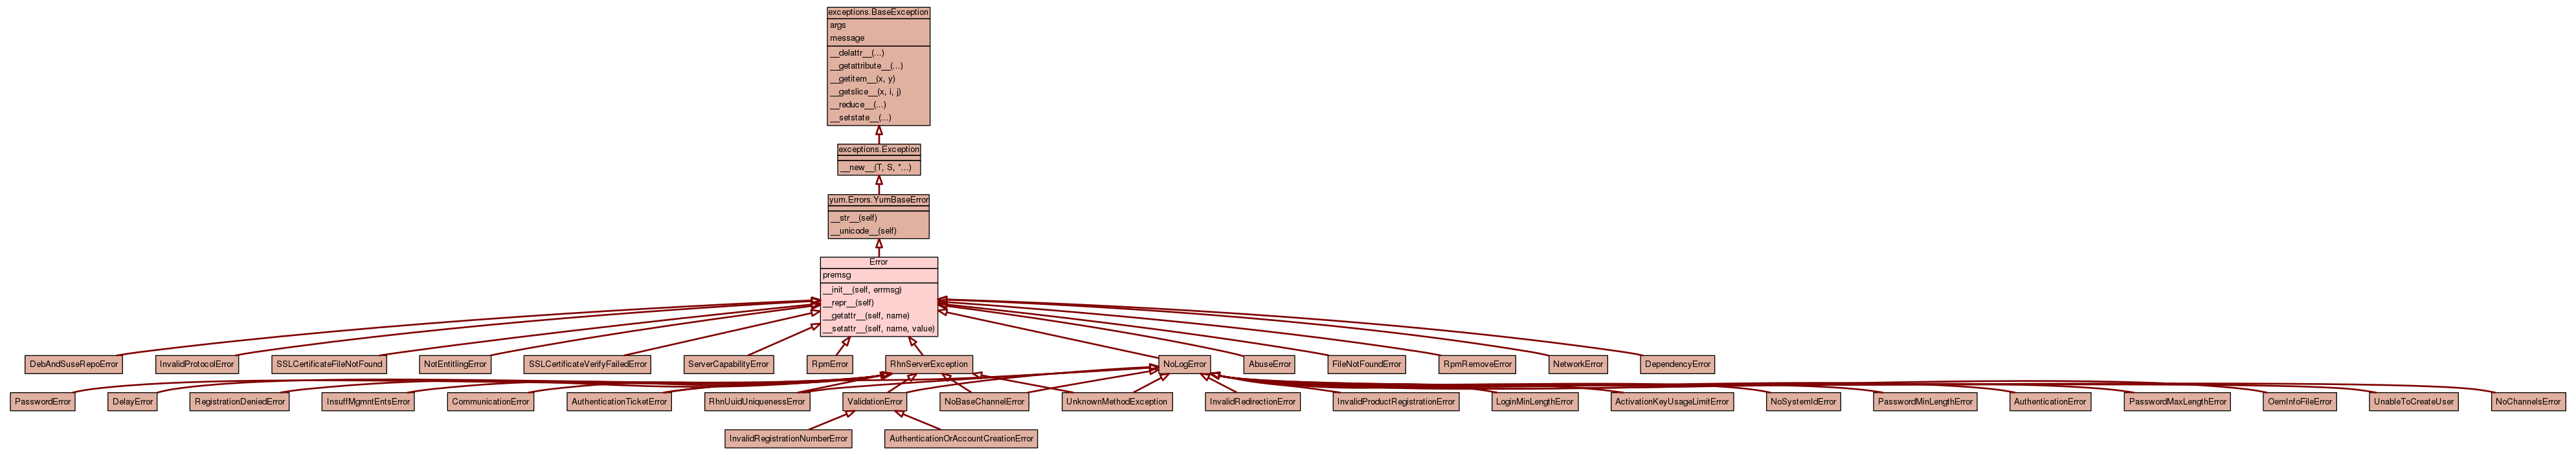 exceptions.BaseException
args
message
__delattr__(...)
__getattribute__(...)
__getitem__(x, y)
__getslice__(x, i, j)
__reduce__(...)
__setstate__(...)
exceptions.Exception
__new__(T, S, *...)
yum.Errors.YumBaseError
__str__(self)
__unicode__(self)
Error
premsg
__init__(self, errmsg)
__repr__(self)
__getattr__(self, name)
__setattr__(self, name, value)
DebAndSuseRepoError
InvalidProtocolError
SSLCertificateFileNotFound
NotEntitlingError
SSLCertificateVerifyFailedError
ServerCapabilityError
RpmError
RhnServerException
NoLogError
AbuseError
FileNotFoundError
RpmRemoveError
NetworkError
DependencyError
PasswordError
DelayError
RegistrationDeniedError
InsuffMgmntEntsError
CommunicationError
AuthenticationTicketError
RhnUuidUniquenessError
ValidationError
NoBaseChannelError
UnknownMethodException
InvalidRedirectionError
InvalidProductRegistrationError
LoginMinLengthError
ActivationKeyUsageLimitError
NoSystemIdError
PasswordMinLengthError
AuthenticationError
PasswordMaxLengthError
OemInfoFileError
UnableToCreateUser
NoChannelsError
InvalidRegistrationNumberError
AuthenticationOrAccountCreationError